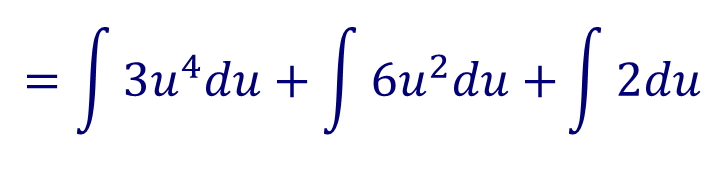 = ∫ 3u⁴du + ∫ 6u²du + ∫ 2du